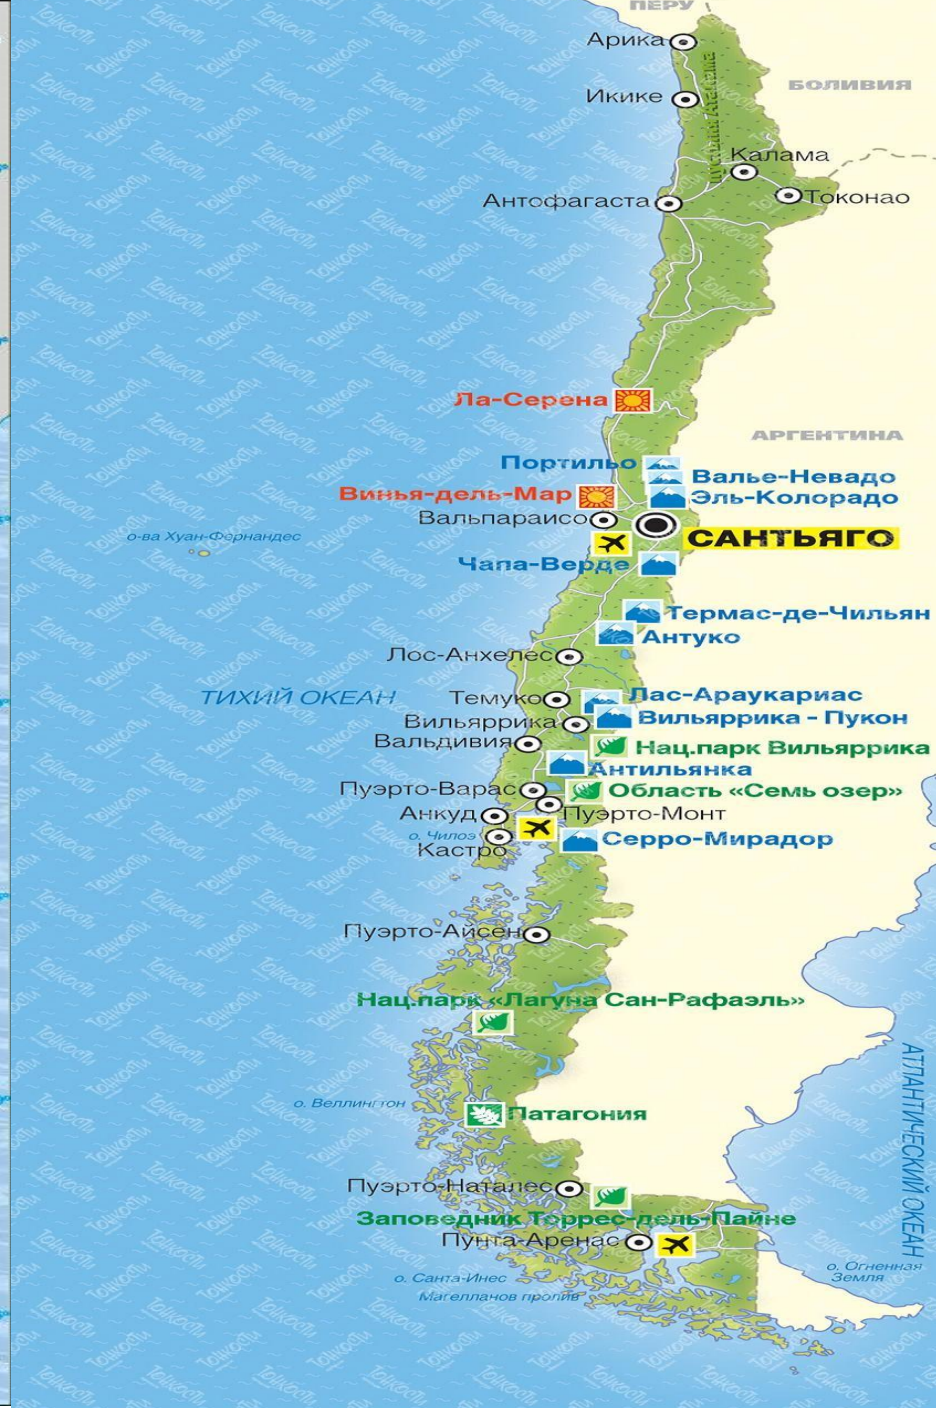 ПЕРУ
Арика
БОЛИВИЯ
Икике
пустыня Атакама
Калама
Антофагаста
Токонао
Ла-Серена
АРГЕНТИНА
Портильо
Валье-Невадо
Винья-дель-Мар
Эль-Колорадо
Вальпараисо
о-ва Хуан-Фернандес
САНТЬЯГО
Чапа-Верде
Термас-де-Чильян
Антуко
Лос-Анхелес
ТИХИЙ ОКЕАН
Темуко
Лас-Араукариас
Вильяррика
Вильяррика - Пукон
Вальдивия
Нац.парк Вильяррика
Антильянка
Пуэрто-Варас
Область «Семь озер»
Анкуд
Пуэрто-Монт
о. Чилоэ
Серро-Мирадор
Кастро
Пуэрто-Айсен
Нац.парк «Лагуна Сан-Рафаэль»
АТЛАНТИЧЕСКИЙ ОКЕАН
о. Веллингтон
Патагония
Пуэрто-Наталес
Заповедник Торрес-дель-Пайне
Пунта-Аренас
о. Огненная
Земля
о. Санта-Инес
Магелланов пролив
Тонкости